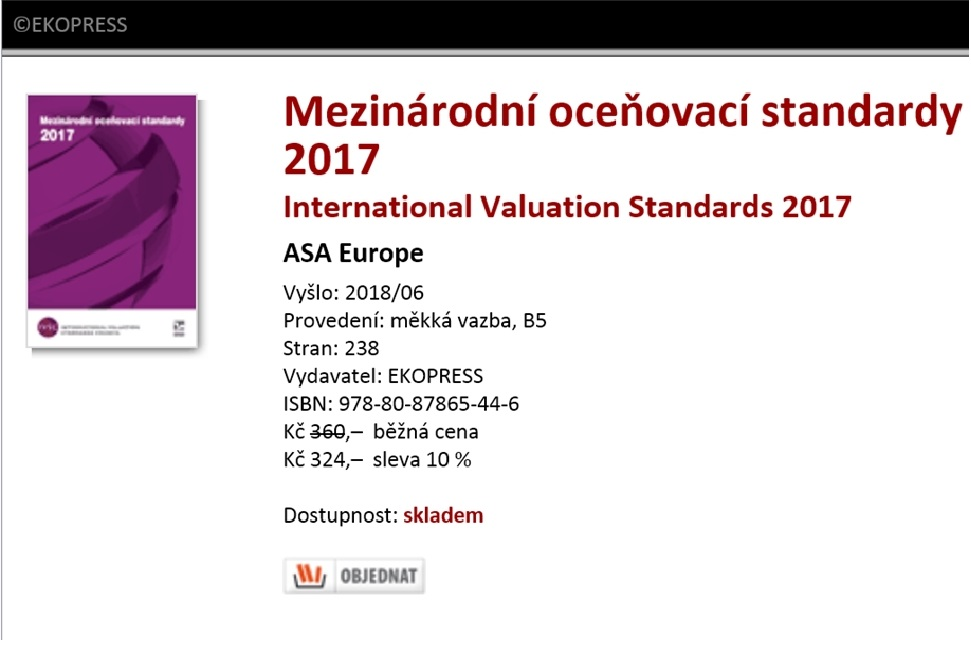 ©EKOPRESS
Mezinárodní oceňovací standardy
2017
Mezinárodní oceňovací standardy
2017
International Valuation Standards 2017
ASA Europe
Vyšlo: 2018/06
Provedení: měkká vazba, B5
Stran: 238
Vydavatel: EKOPRESS
ISBN: 978-80-87865-44-6
Kč 360,– běžná cena
Kč 324,– sleva 10 %
Dostupnost: skladem
OBJEDNAT